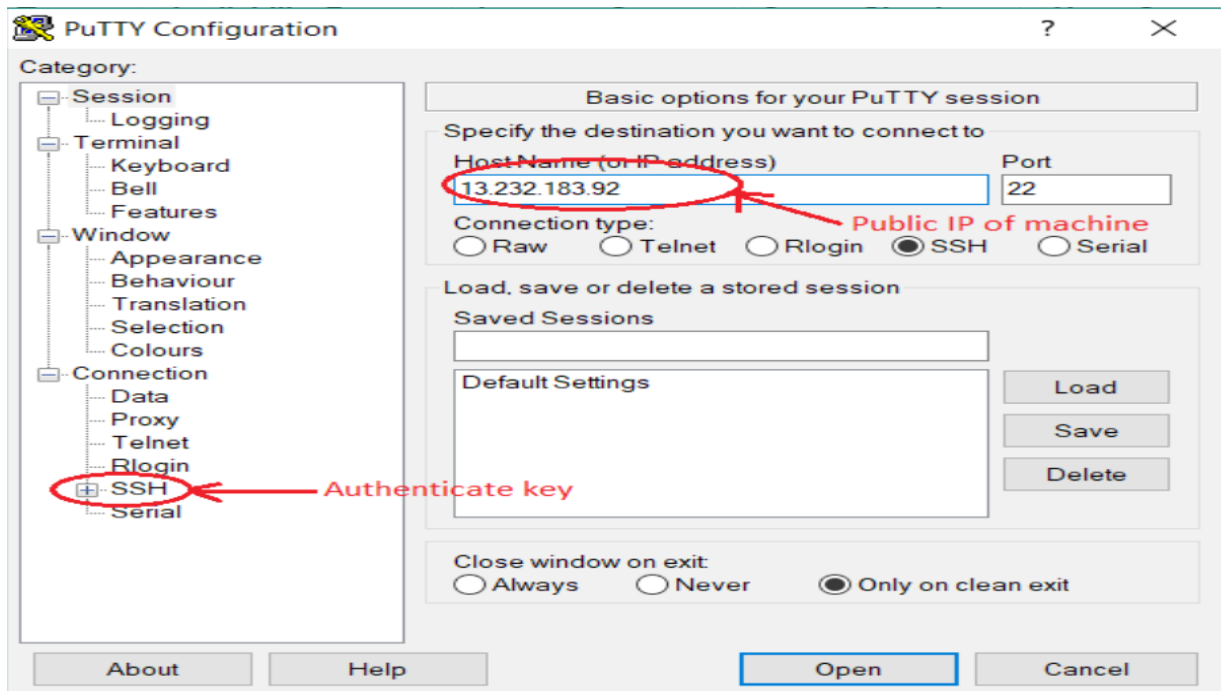 PuTTY Configuration
?
Category:
Session
Logging
Terminal
Keyboard
Bell
Features
Window
Appearance
Behaviour
Translation
Selection
Colours
Connection
Data
Proxy
Telnet
Rlogin
SSH
Serial
Authenticate key
Basic options for your PuTTY session
Specify the destination you want to connect to
Host Name (or IP address)
Port
13.232.183.92
22
Public IP of machine
Connection type:
Raw Telnet Rlogin SSH Serial
Load, save or delete a stored session
Saved Sessions
Default Settings
Load
Save
Delete
Close window on exit:
Always Never Only on clean exit
About Help Open Cancel